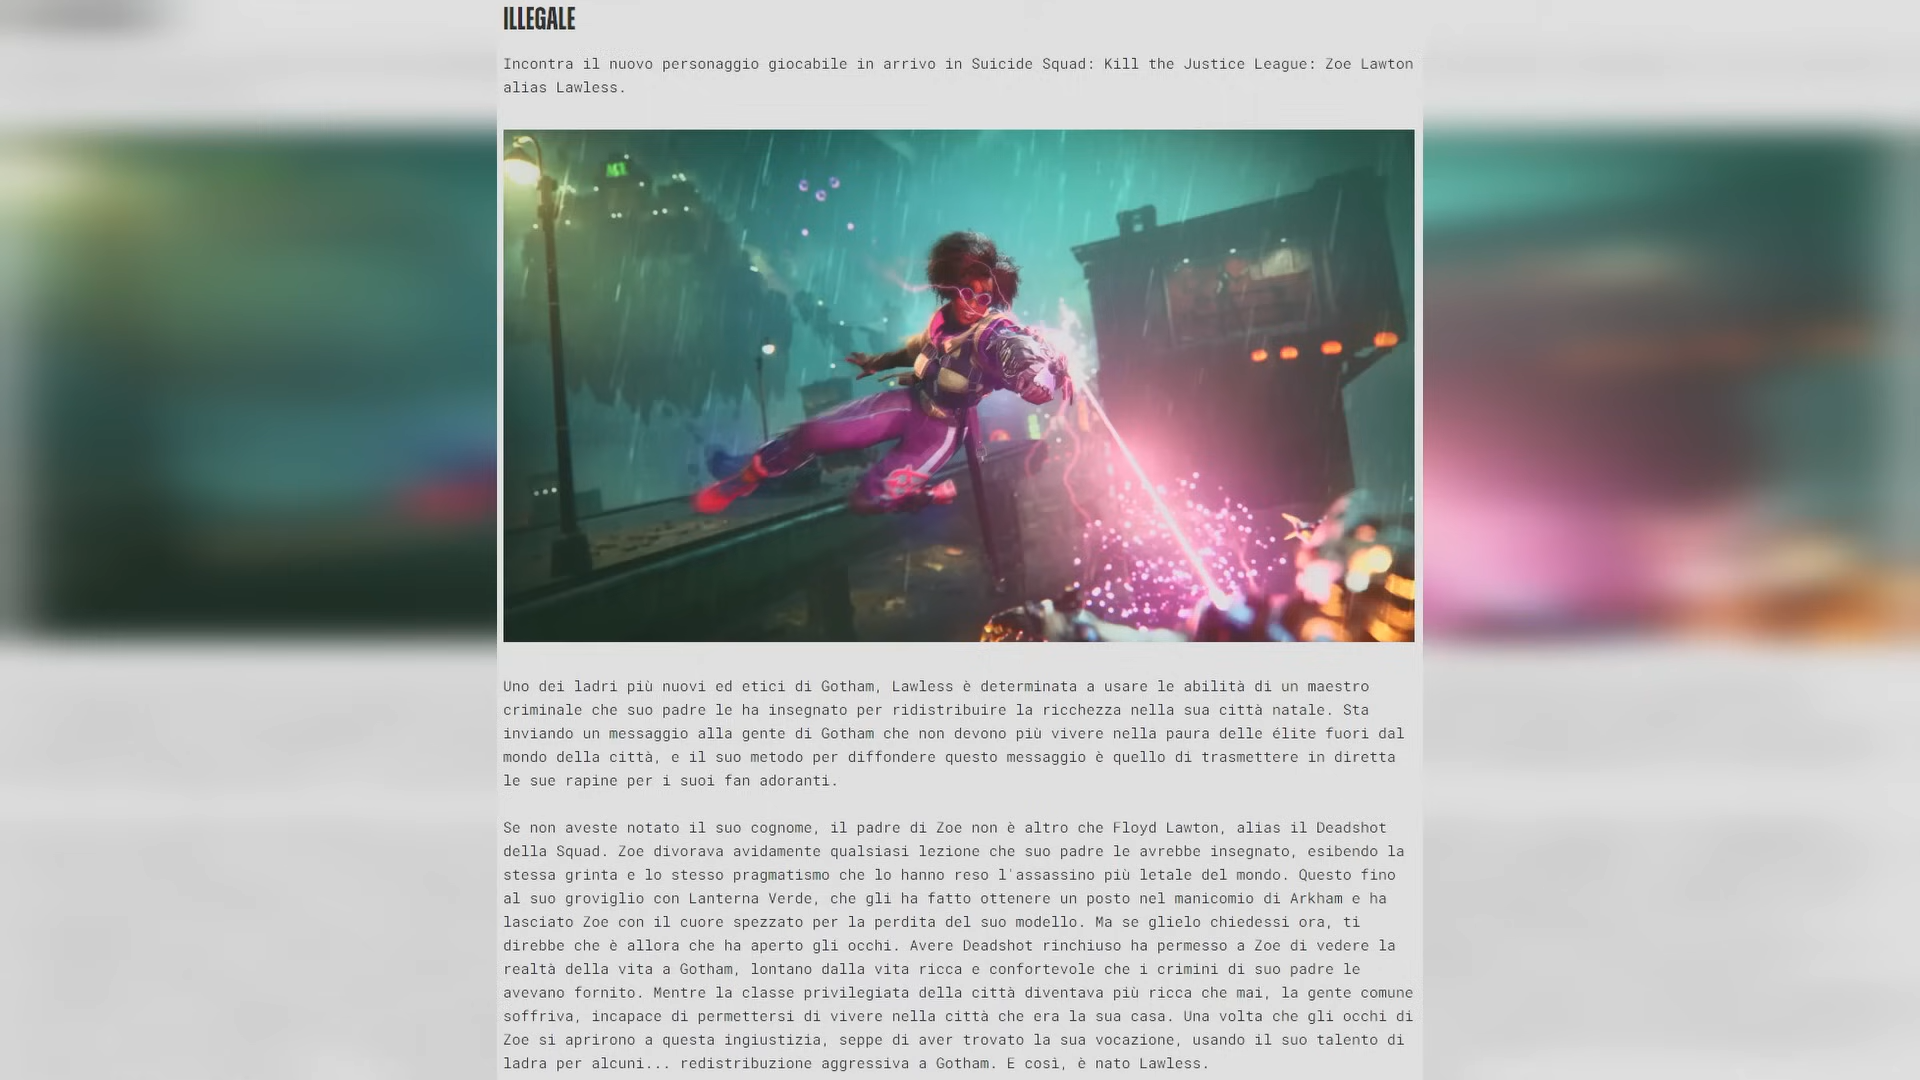 ILLEGALE
Incontra il nuovo personaggio giocabile in arrivo in Suicide Squad: Kill the Justice League: Zoe Lawton
alias Lawless.
Uno dei ladri più nuovi ed etici di Gotham, Lawless è determinata a usare le abilità di un maestro
criminale che suo padre le ha insegnato per ridistribuire la ricchezza nella sua città natale. Sta
inviando un messaggio alla gente di Gotham che non devono più vivere nella paura delle élite fuori dal
mondo della città, e il suo metodo per diffondere questo messaggio è quello di trasmettere in diretta
le sue rapine per i suoi fan adoranti.
Se non aveste notato il suo cognome, il padre di Zoe non è altro che Floyd Lawton, alias il Deadshot
della Squad. Zoe divorava avidamente qualsiasi lezione che suo padre le avrebbe insegnato, esibendo la
stessa grinta e lo stesso pragmatismo che lo hanno reso l'assassino più letale del mondo. Questo fino
al suo groviglio con Lanterna Verde, che gli ha fatto ottenere un posto nel manicomio di Arkham e ha
lasciato Zoe con il cuore spezzato per la perdita del suo modello. Ma se glielo chiedessi ora, ti
direbbe che è allora che ha aperto gli occhi. Avere Deadshot rinchiuso ha permesso a Zoe di vedere la
realtà della vita a Gotham, lontano dalla vita ricca e confortevole che i crimini di suo padre le
avevano fornito. Mentre la classe privilegiata della città diventava più ricca che mai, la gente comune
soffriva, incapace di permettersi di vivere nella città che era la sua casa. Una volta che gli occhi di
Zoe si aprirono a questa ingiustizia, seppe di aver trovato la sua vocazione, usando il suo talento di
ladra per alcuni... redistribuzione aggressiva a Gotham. E così, è nato Lawless.